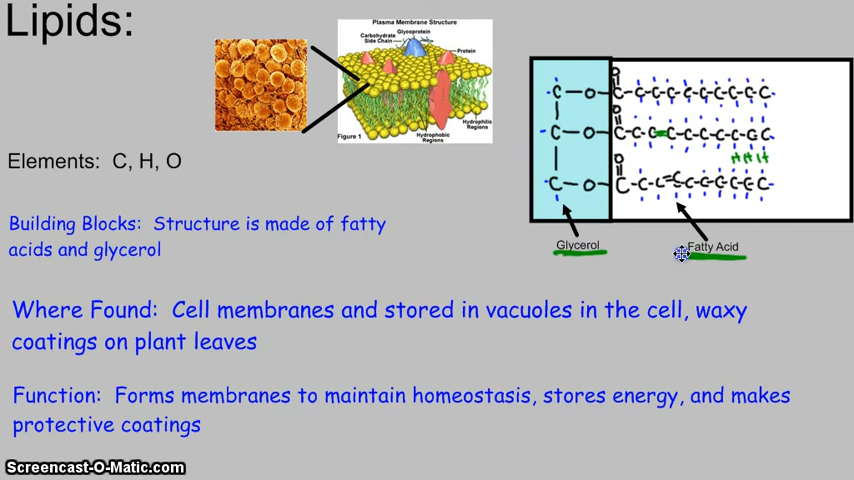 Lipids:
Plasma Membrane Structure
Glycoprotein
Carbohydrate
Side Chain
Protein
Hydrophilic
Regions
Hydrophobic
Regions
Figure 1
Elements: C, H, O
Building Blocks: Structure is made of fatty
acids and glycerol
Glycerol
Fatty Acid
Where Found: Cell membranes and stored in vacuoles in the cell, waxy
coatings on plant leaves
Function: Forms membranes to maintain homeostasis, stores energy, and makes
protective coatings
Screencast-O-Matic.com